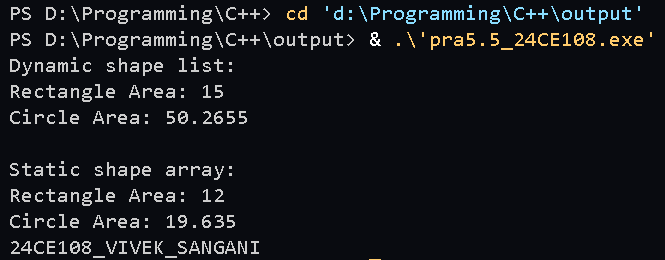 PS D:\Programming\C++> cd 'd:\Programming\C++\output'
PS D:\Programming\C++\output> & .\'pra5.5_24CE108.exe'
Dynamic shape list:
Rectangle Area: 15
Circle Area: 50.2655
Static shape array:
Rectangle Area: 12
Circle Area: 19.635
24CE108_VIVEK_SANGANI